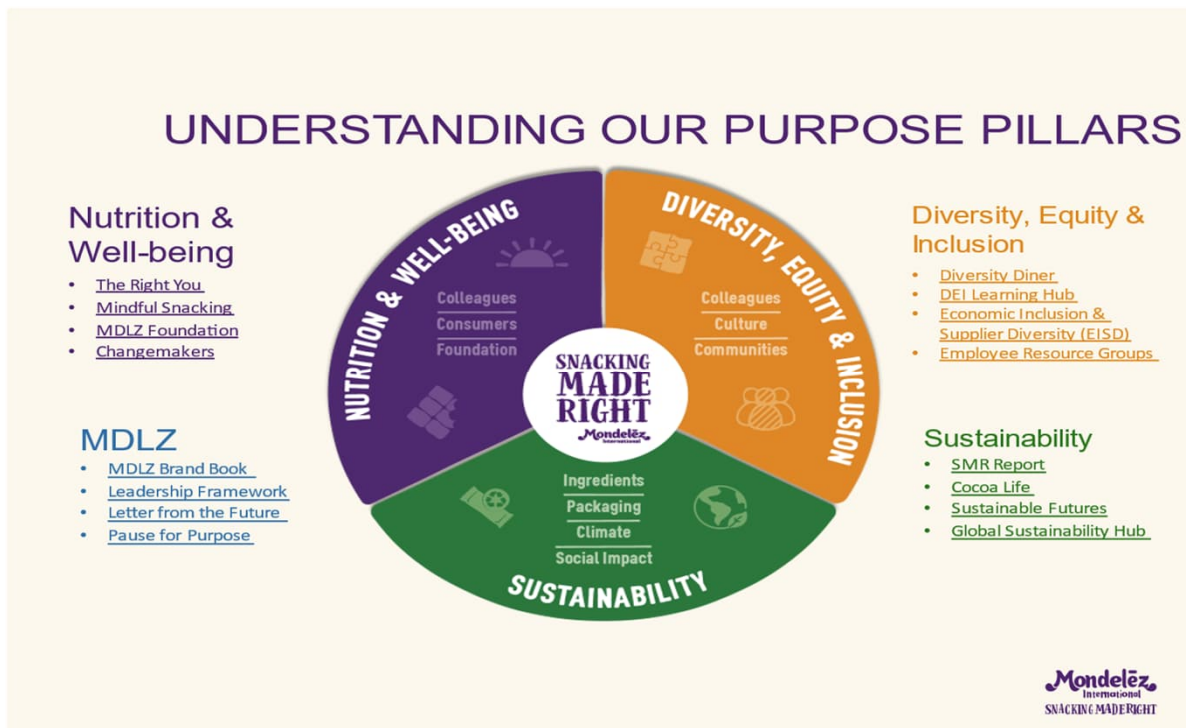 UNDERSTANDING OUR PURPOSE PILLARS
Nutrition &
Well-being
• The Right You
• Mindful Snacking
• MDLZ Foundation
• Changemakers
MDLZ
• MDLZ Brand Book
• Leadership Framework
• Letter from the Future
• Pause for Purpose
NUTRITION & WELL-BEING
Colleagues
Consumers
Foundation
DIVERSITY, EQUITY & INCLUSION
Colleagues
Culture
Communities
SNACKING
MADE
RIGHT
Mondelēz
International
Ingredients
Packaging
Climate
Social Impact
SUSTAINABILITY
Diversity, Equity &
Inclusion
• Diversity Diner
• DEI Learning Hub
• Economic Inclusion &
Supplier Diversity (EISD)
• Employee Resource Groups
Sustainability
• SMR Report
• Cocoa Life
• Sustainable Futures
• Global Sustainability Hub
Mondelēz
International
SNACKING MADE RIGHT